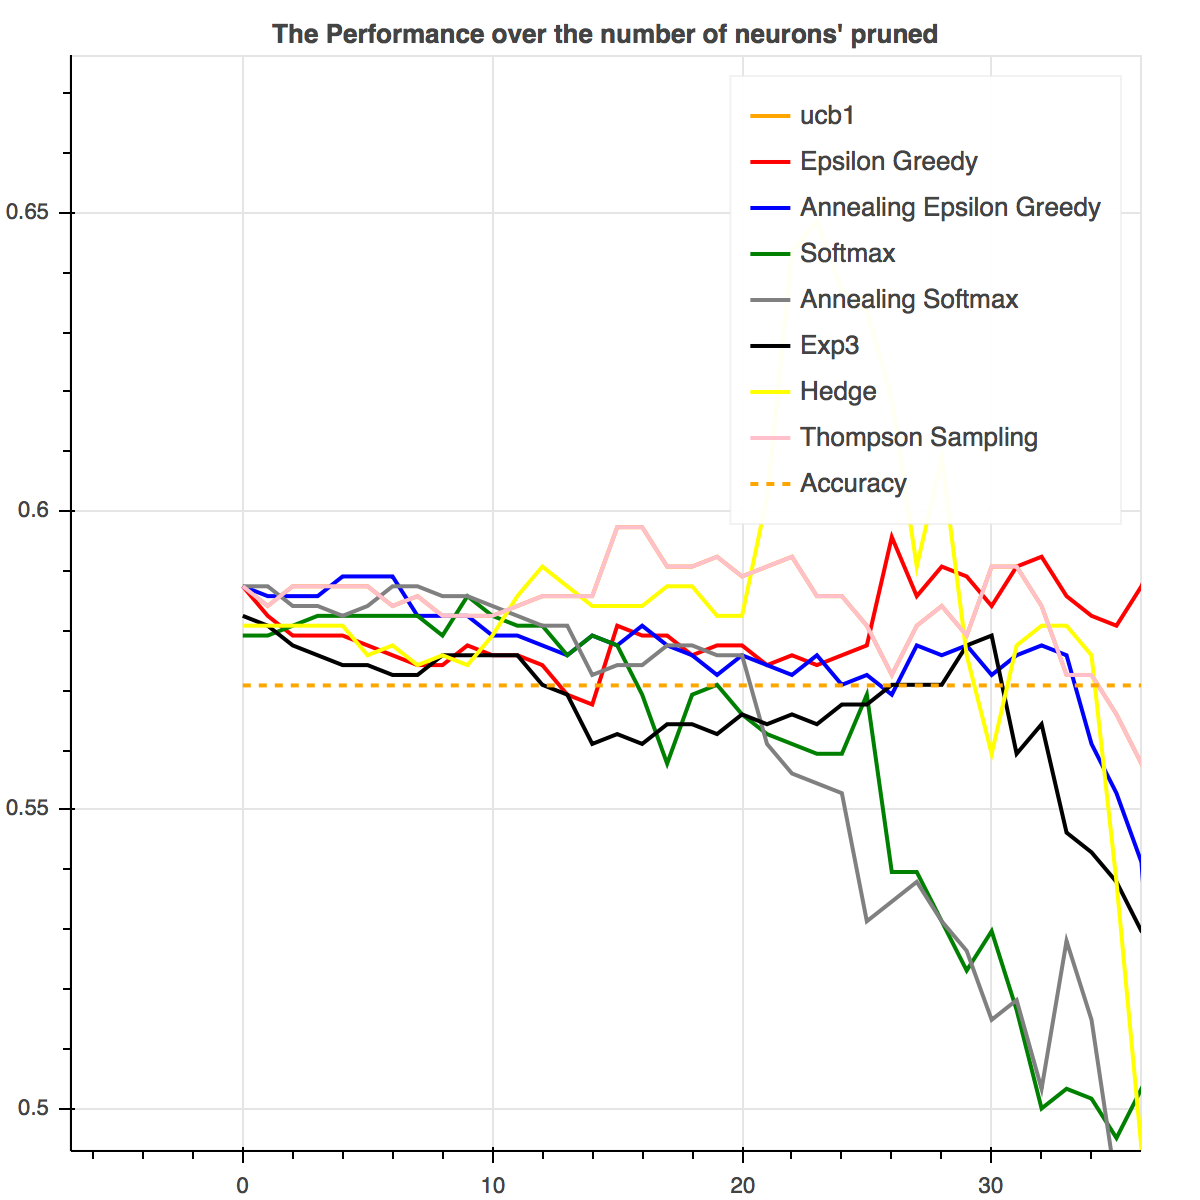 The Performance over the number of neurons' pruned
ucb1
Epsilon Greedy
Annealing Epsilon Greedy
Softmax
Annealing Softmax
Exp3
Hedge
Thompson Sampling
Accuracy
0.65
0.6
0.55
0.5
0
10
20
30